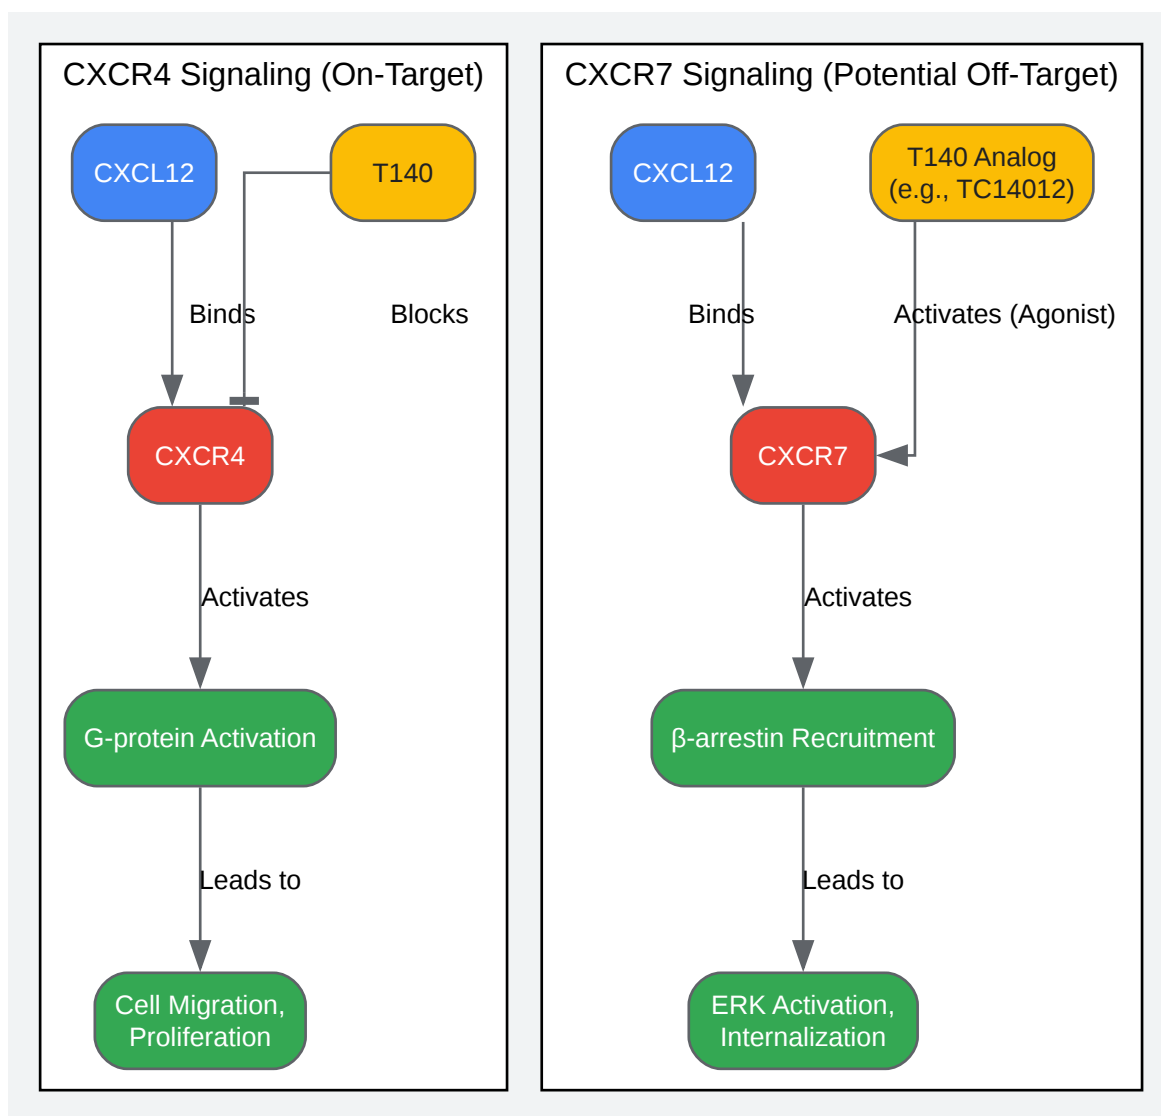 CXCR4 Signaling (On-Target)
CXCL12
T140
Binds
Blocks
CXCR4
Activates
G-protein Activation
Leads to
Cell Migration,
Proliferation
CXCR7 Signaling (Potential Off-Target)
CXCL12
T140 Analog
(e.g., TC14012)
Binds
Activates (Agonist)
CXCR7
Activates
β-arrestin Recruitment
Leads to
ERK Activation,
Internalization